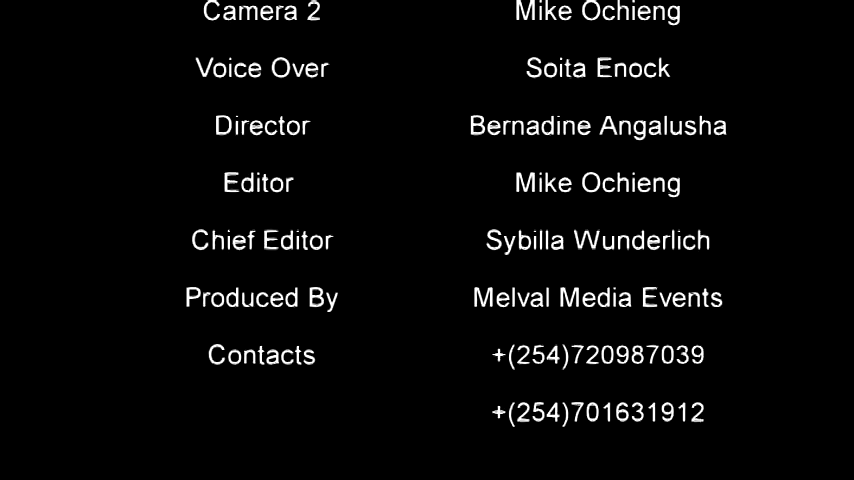 Camera 2 Mike Ochieng
Voice Over Soita Enock
Director Bernadine Angalusha
Editor Mike Ochieng
Chief Editor Sybilla Wunderlich
Produced By Melval Media Events
Contacts +(254)720987039
+(254)701631912